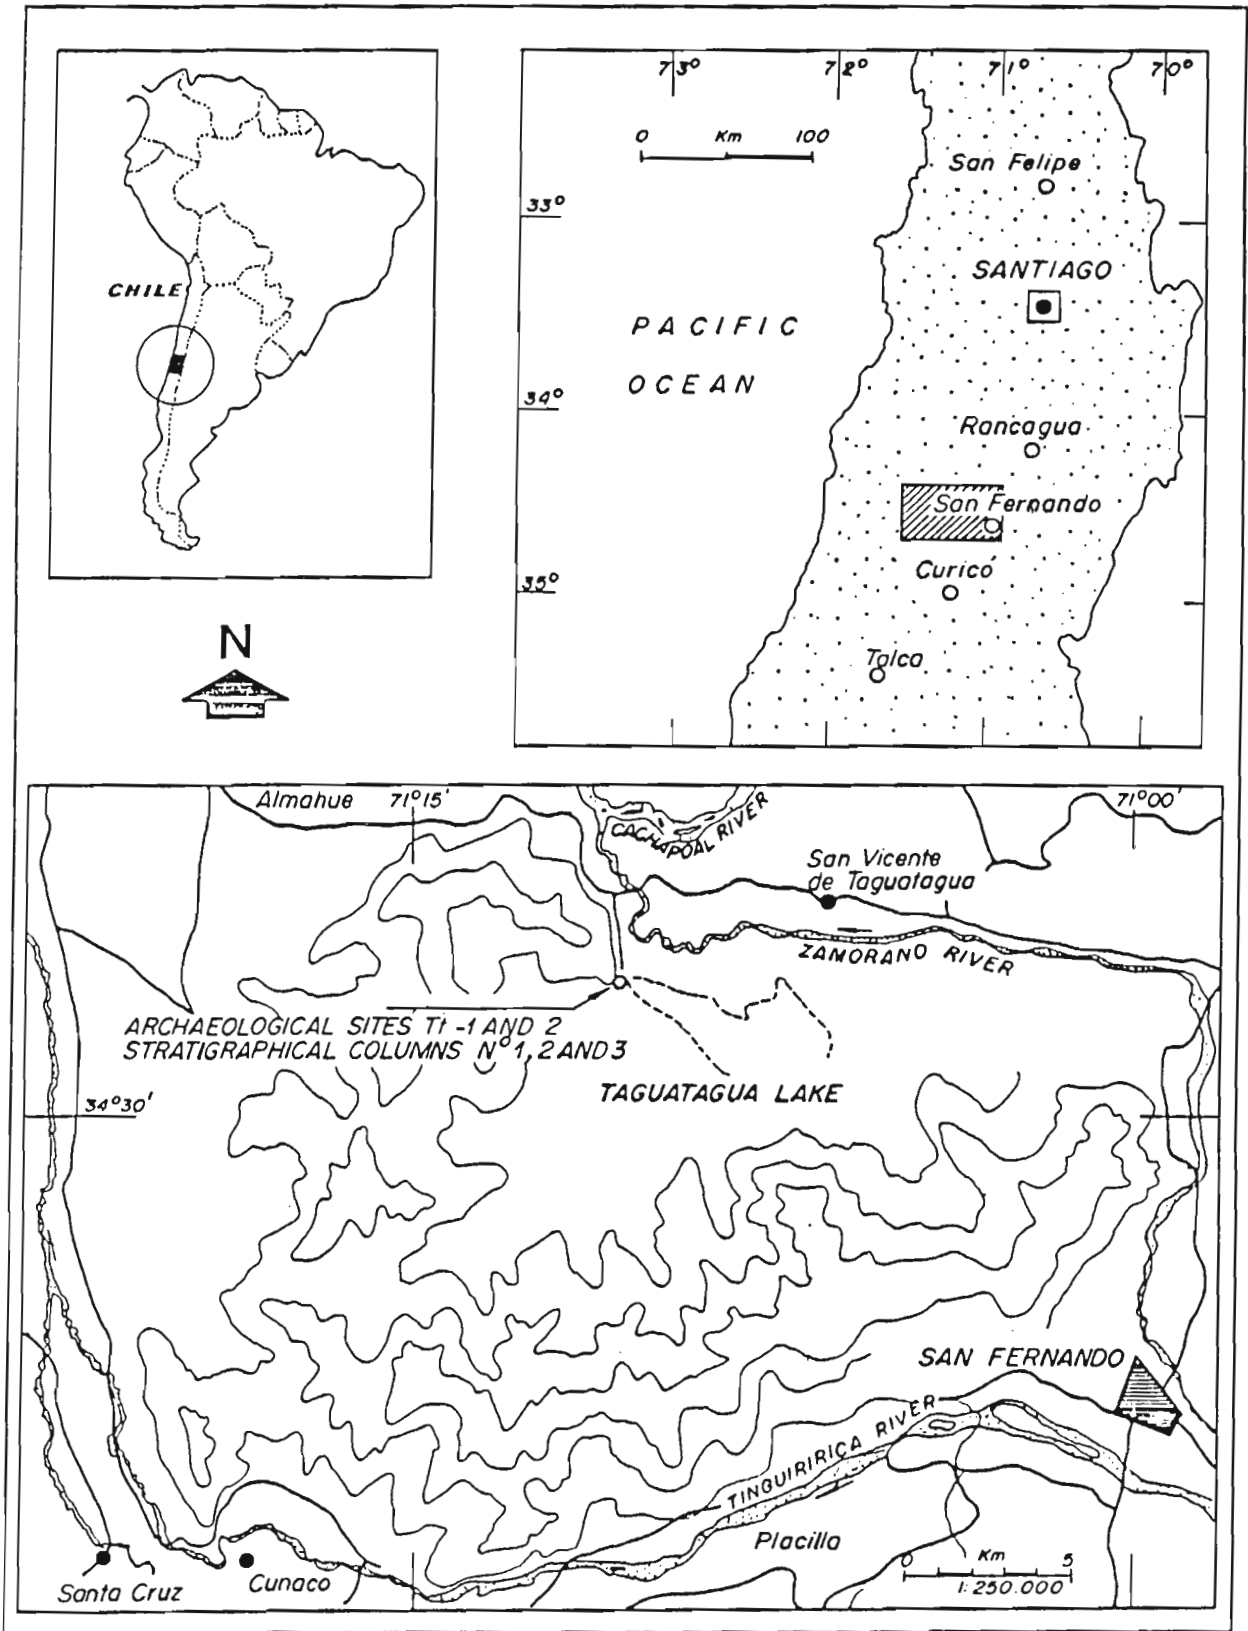 CHILE
N
73° 72° 71° 70°
0 Km 100
San Felipe
33°
SANTIAGO
PACIFIC
OCEAN
34°
Rancagua
San Fernando
Curicó
35°
Talca
Almahue 71°15' 71°00'
CACHAPOAL RIVER
San Vicente
de Taguatagua
ZAMORANO RIVER
ARCHAEOLOGICAL SITES Tt -1 AND 2
STRATIGRAPHICAL COLUMNS N° 1, 2 AND 3
TAGUATAGUA LAKE
34°30'
SAN FERNANDO
TINGUIRIRICA RIVER
Placilla
0 Km 5
1:250.000
Santa Cruz
Cunaco